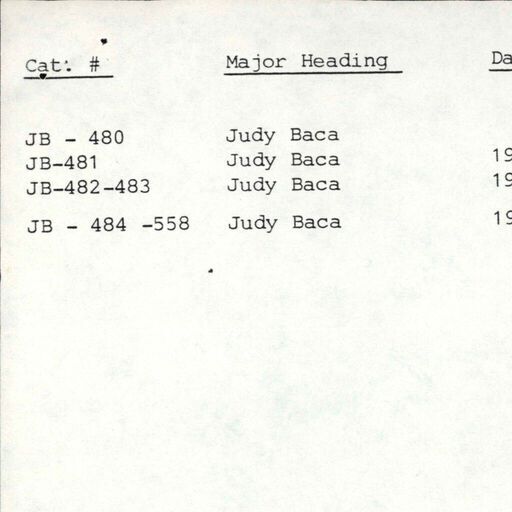 Cat. # Major Heading Da
JB - 480 Judy Baca
JB-481 Judy Baca 19
JB-482-483 Judy Baca 19
JB - 484 -558 Judy Baca 19